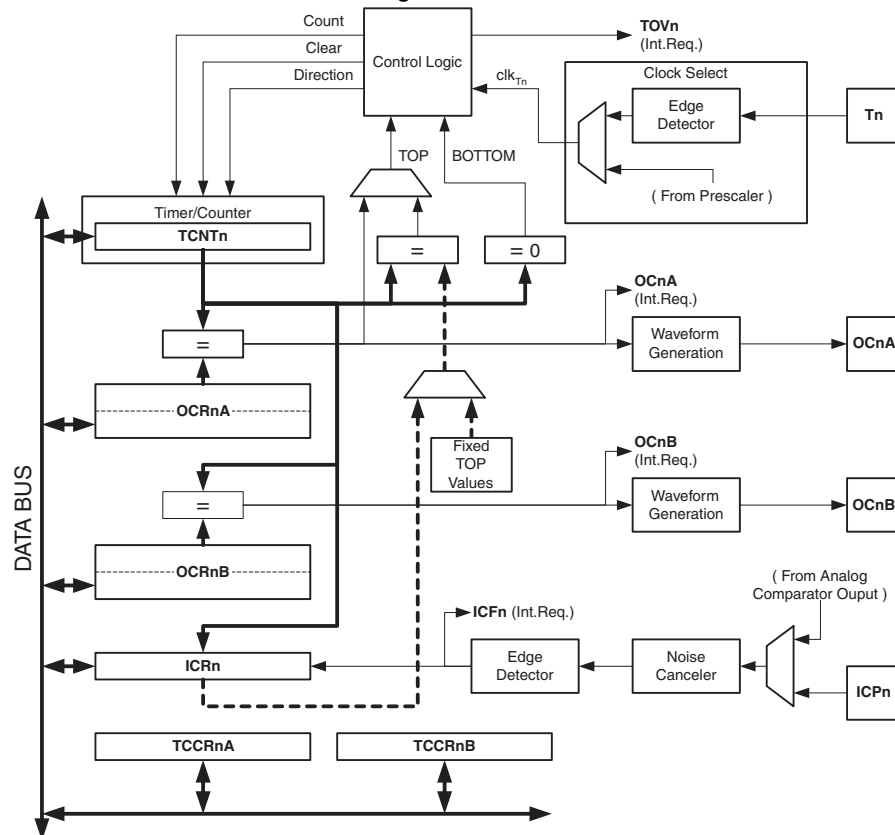 Count
Clear
Direction
Control Logic
TOVn
(Int.Req.)
clkTn
Clock Select
Edge
Detector
Tn
( From Prescaler )
TOP
BOTTOM
Timer/Counter
TCNTn
=
= 0
OCnA
(Int.Req.)
=
Waveform
Generation
OCnA
OCRnA
Fixed
TOP
Values
OCnB
(Int.Req.)
=
Waveform
Generation
OCnB
OCRnB
DATA BUS
( From Analog
Comparator Ouput )
ICFn (Int.Req.)
ICRn
Edge
Detector
Noise
Canceler
ICPn
TCCRnA
TCCRnB